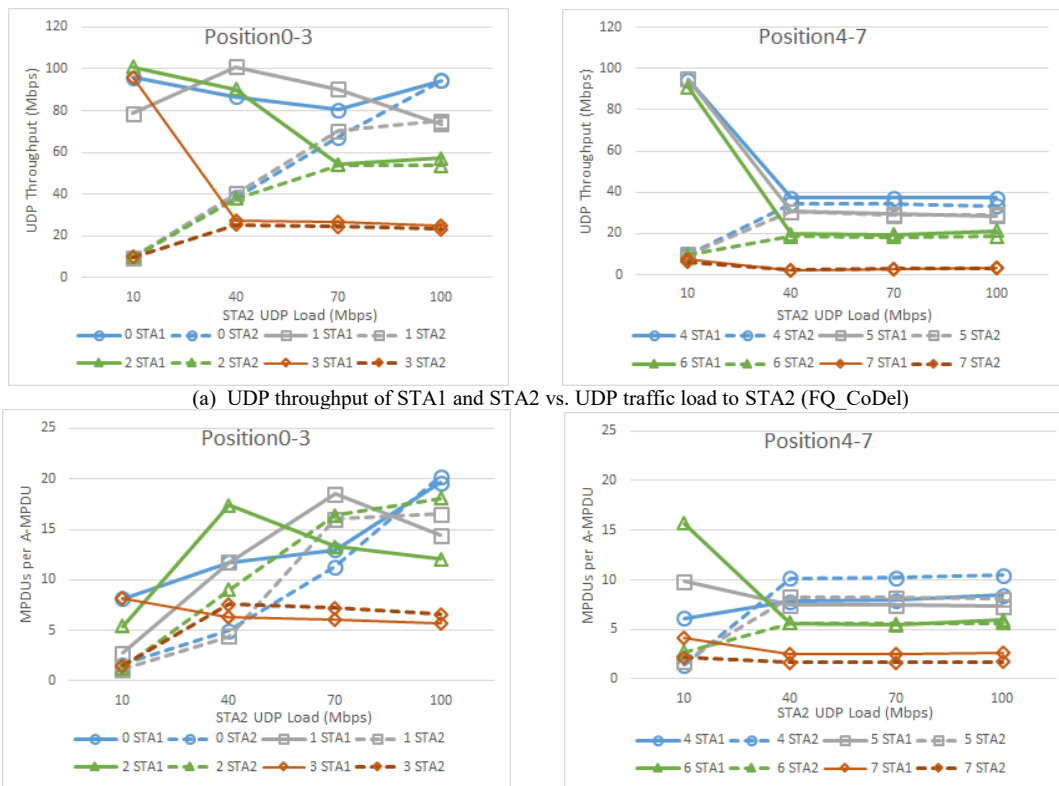 Position0-3
UDP Throughput (Mbps)
120
100
80
60
40
20
0
10 40 70 100
STA2 UDP Load (Mbps)
0 STA1 0 STA2 1 STA1 1 STA2
2 STA1 2 STA2 3 STA1 3 STA2
Position4-7
UDP Throughput (Mbps)
120
100
80
60
40
20
0
10 40 70 100
STA2 UDP Load (Mbps)
4 STA1 4 STA2 5 STA1 5 STA2
6 STA1 6 STA2 7 STA1 7 STA2
(a) UDP throughput of STA1 and STA2 vs. UDP traffic load to STA2 (FQ_CoDel)
Position0-3
MPDUs per A-MPDU
25
20
15
10
5
0
10 40 70 100
STA2 UDP Load (Mbps)
0 STA1 0 STA2 1 STA1 1 STA2
2 STA1 2 STA2 3 STA1 3 STA2
Position4-7
MPDUs per A-MPDU
25
20
15
10
5
0
10 40 70 100
STA2 UDP Load (Mbps)
4 STA1 4 STA2 5 STA1 5 STA2
6 STA1 6 STA2 7 STA1 7 STA2